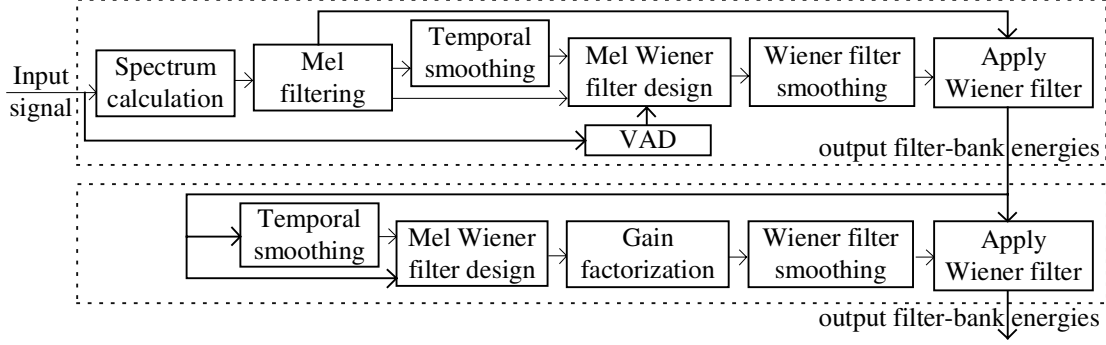 Input
signal
Spectrum
calculation
Mel
filtering
Temporal
smoothing
Mel Wiener
filter design
VAD
Wiener filter
smoothing
Apply
Wiener filter
output filter-bank energies
Temporal
smoothing
Mel Wiener
filter design
Gain
factorization
Wiener filter
smoothing
Apply
Wiener filter
output filter-bank energies